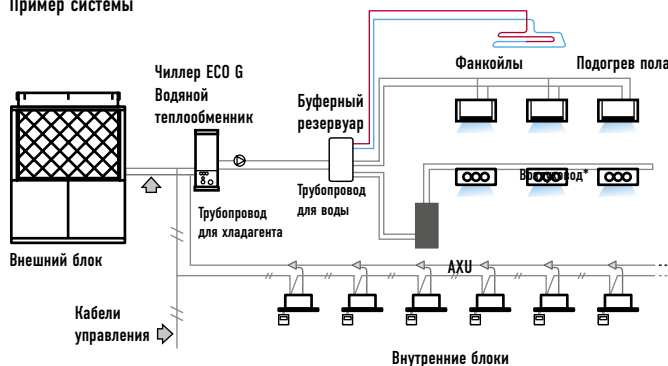 Пример системы
Чиллер ECO G
Водяной
теплообменник
Буферный
резервуар
Фанкойлы
Подогрев пола
Трубопровод
для хладагента
Трубопровод
для воды
Воздуховод*
Внешний блок
AXU
Кабели
управления
Внутренние блоки